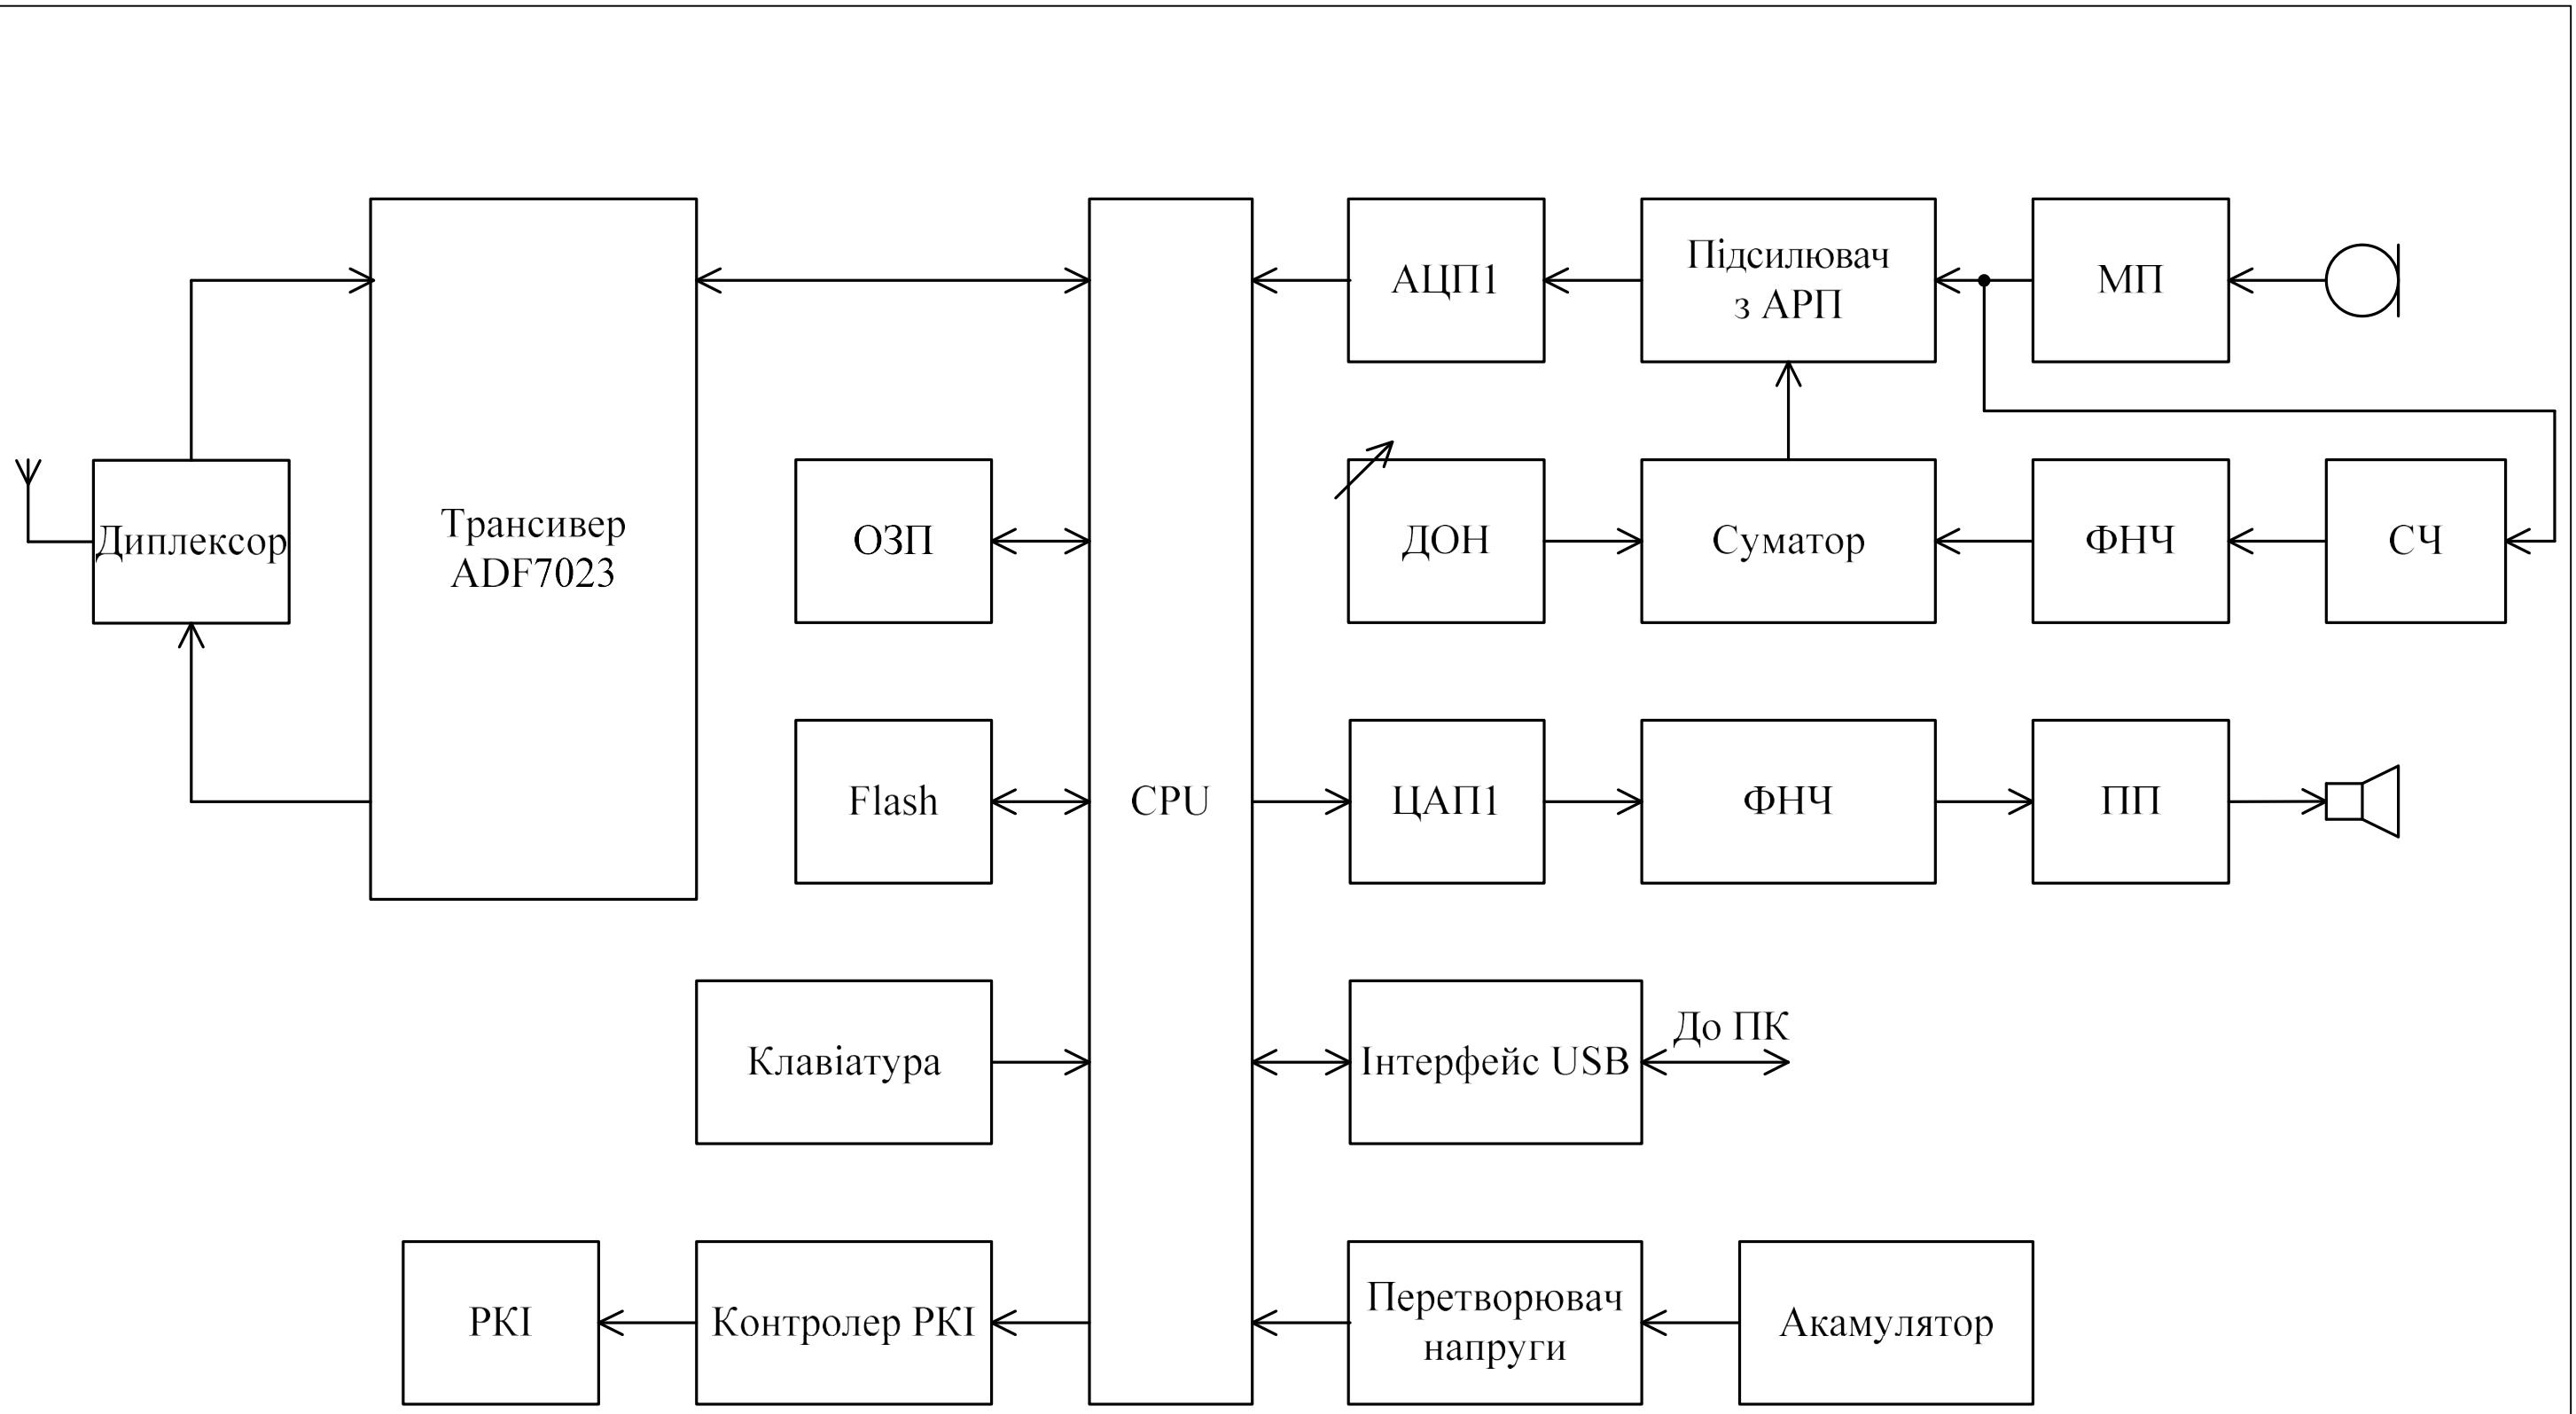 АЦП1
Підсилювач
з АРП
МП
Диплексор
Трансивер
ADF7023
ОЗП
ДОН
Суматор
ФНЧ
СЧ
Flash
CPU
ЦАП1
ФНЧ
ПП
Клавіатура
Інтерфейс USB
До ПК
РКІ
Контролер РКІ
Перетворювач
напруги
Акамулятор